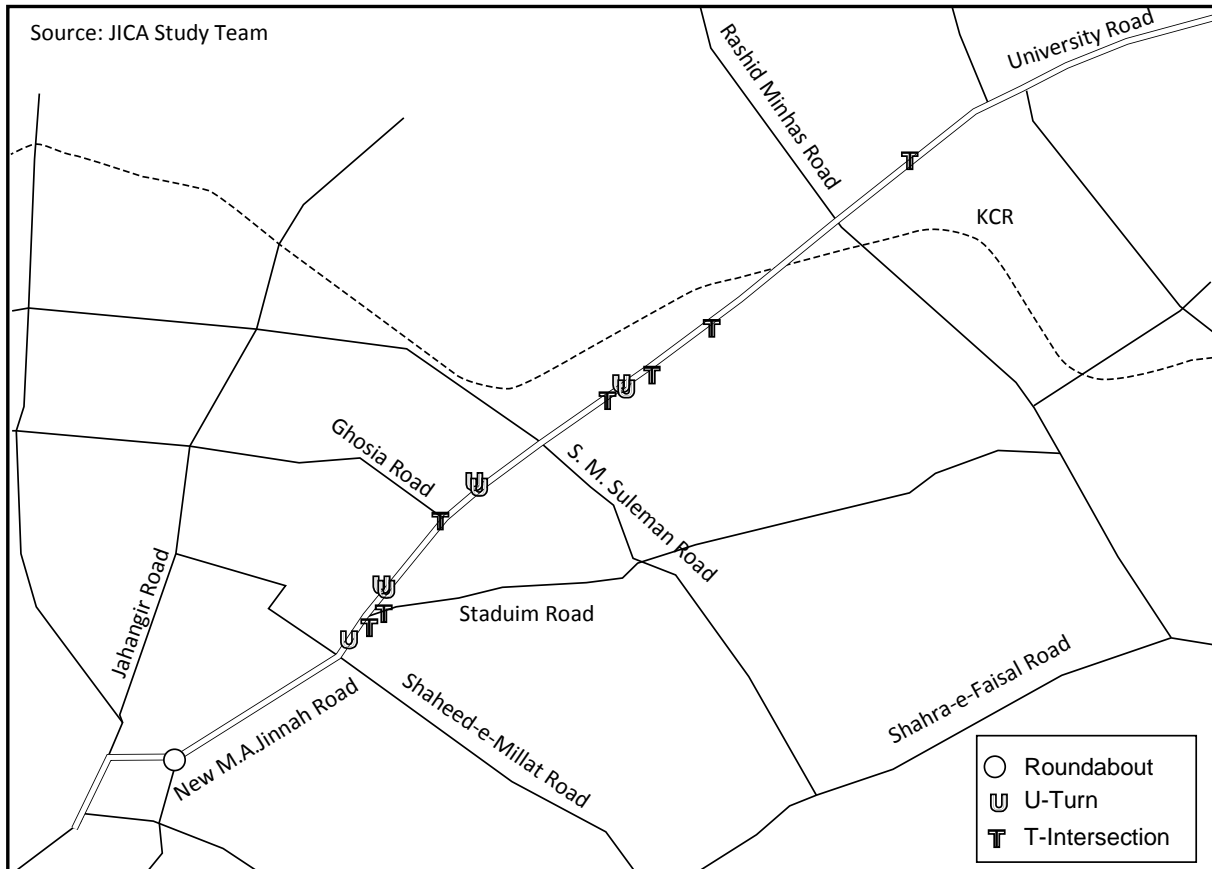 Source: JICA Study Team
University Road
Rashid Minhas Road
KCR
Ghosia Road
S. M. Suleman Road
Jahangir Road
Staduim Road
New M.A.Jinnah Road
Shaheed-e-Millat Road
Shahra-e-Faisal Road
Roundabout
U-Turn
T-Intersection